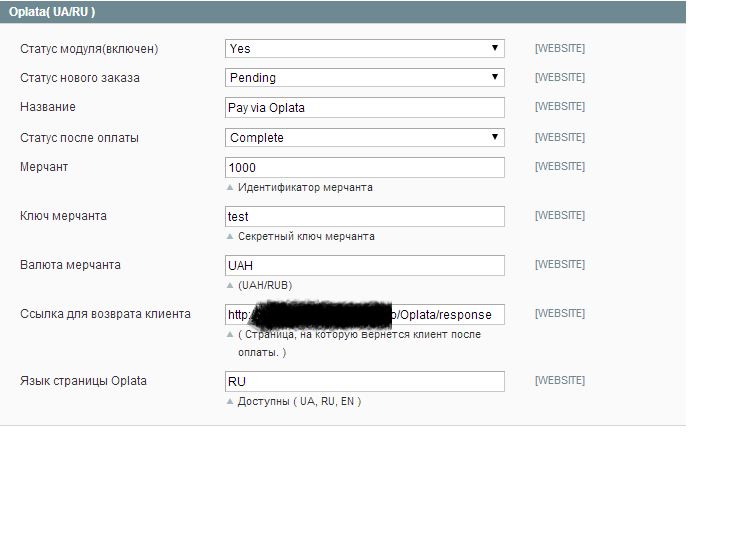 Oplata( UA/RU )
Статус модуля(включен) Yes [WEBSITE]
Статус нового заказа Pending [WEBSITE]
Название Pay via Oplata [WEBSITE]
Статус после оплаты Complete [WEBSITE]
Мерчант 1000 [WEBSITE]
Идентификатор мерчанта
Ключ мерчанта test [WEBSITE]
Секретный ключ мерчанта
Валюта мерчанта UAH [WEBSITE]
(UAH/RUB)
Ссылка для возврата клиента http: o/Oplata/response [WEBSITE]
( Страница, на которую вернется клиент после
оплаты. )
Язык страницы Oplata RU [WEBSITE]
Доступны ( UA, RU, EN )